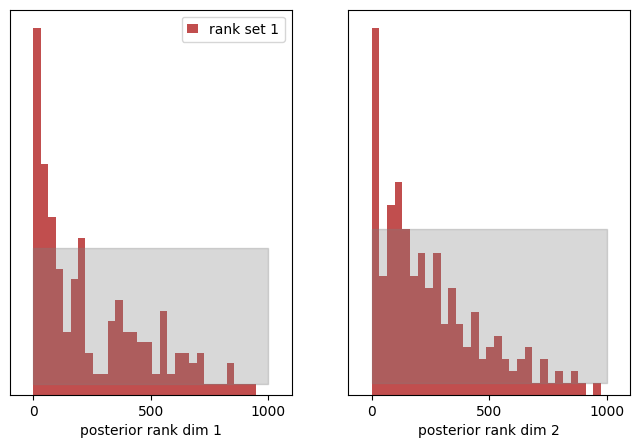 rank set 1
0 500 1000
posterior rank dim 1
0 500 1000
posterior rank dim 2